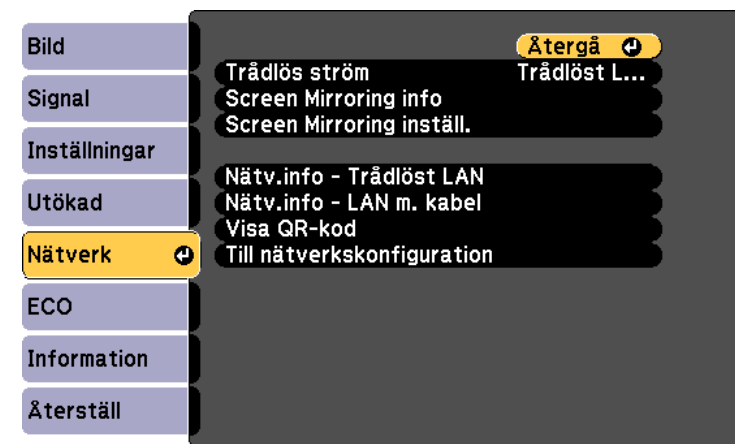 Bild
Signal
Inställningar
Utökad
Nätverk
ECO
Information
Återställ
Återgå
Trådlös ström Trådlöst L...
Screen Mirroring info
Screen Mirroring inställ.
Nätv.info - Trådlöst LAN
Nätv.info - LAN m. kabel
Visa QR-kod
Till nätverkskonfiguration